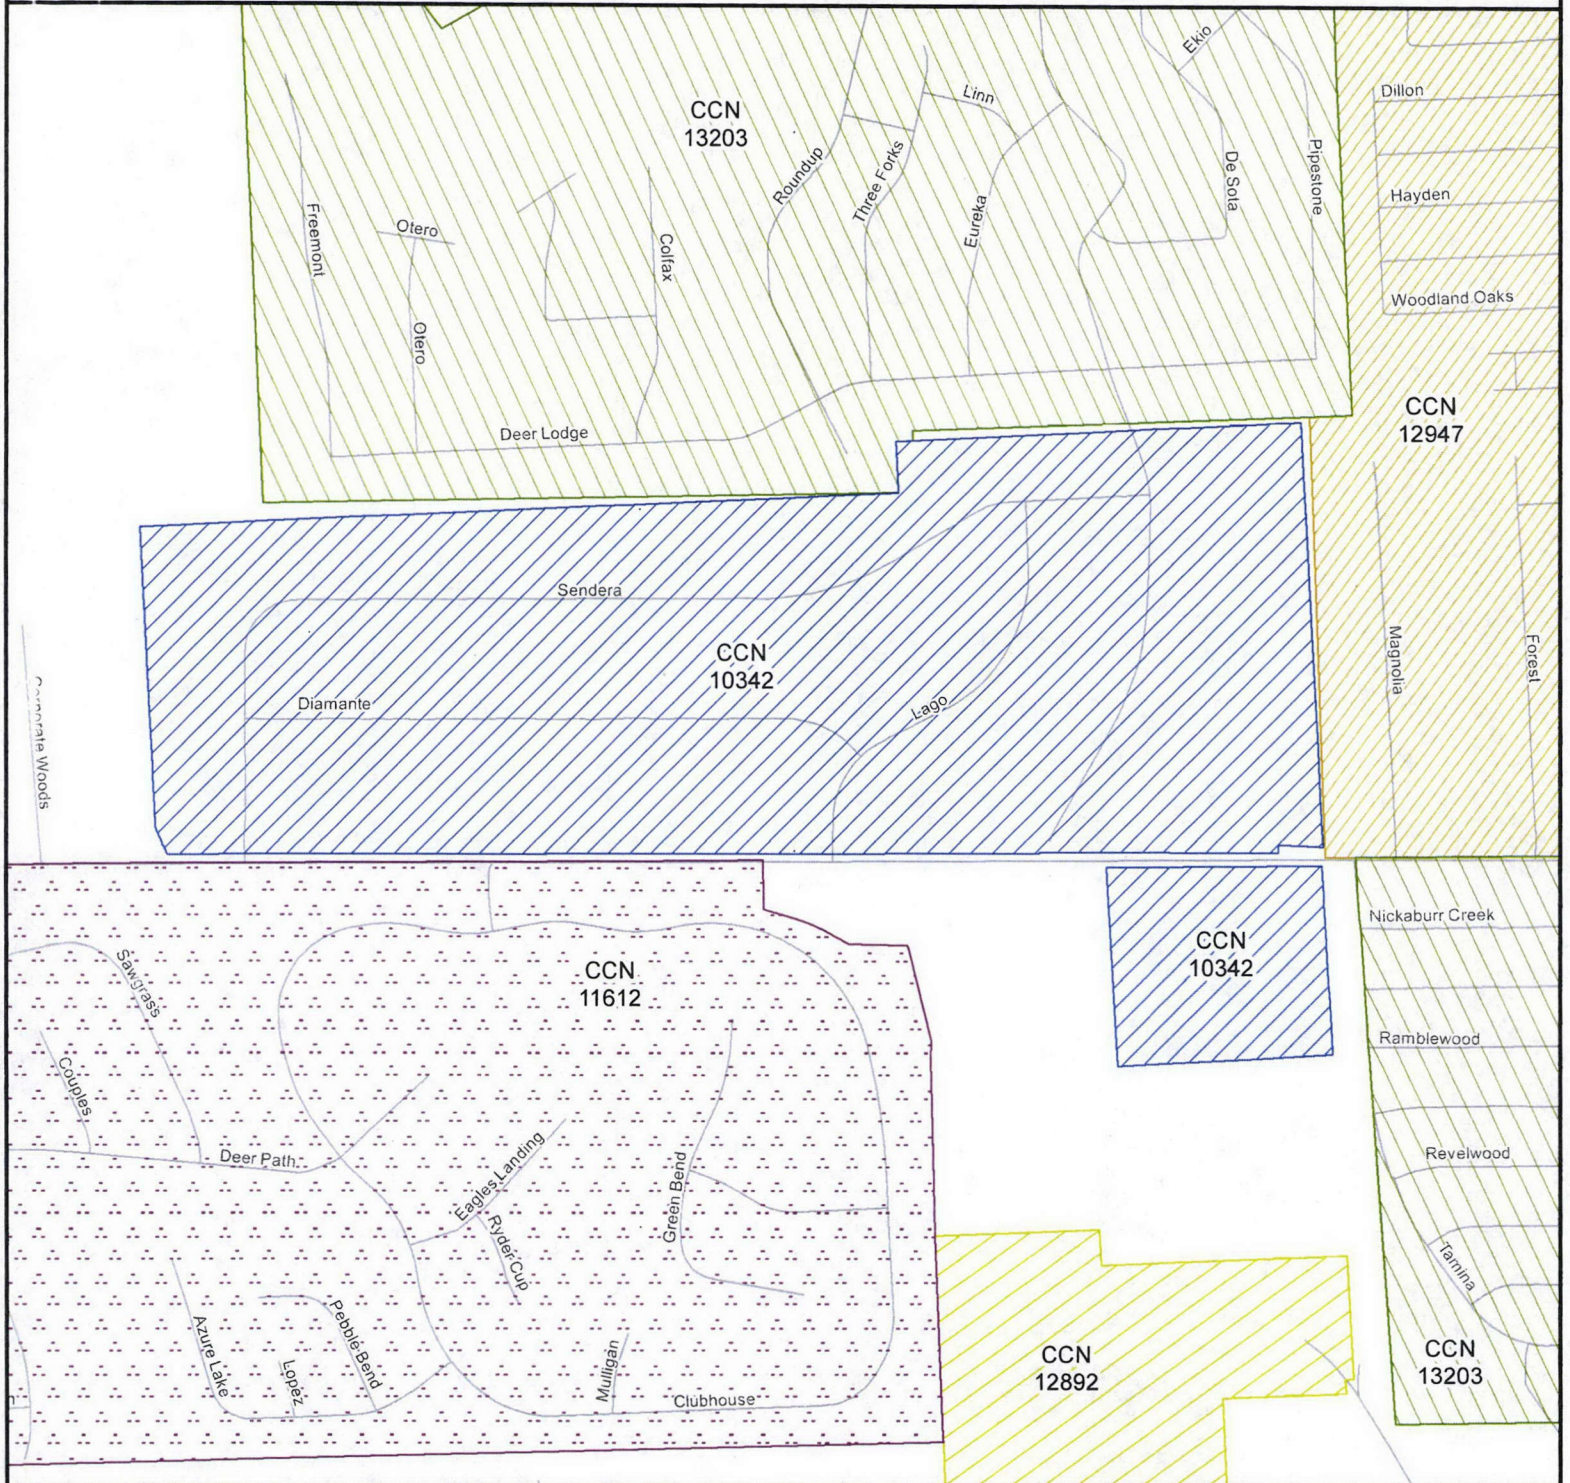 Ekio
Dillon
Linn
CCN
13203
Roundup
Three Forks
De Sota
Pipestone
Hayden
Freemont
Otero
Colfax
Eureka
Woodland Oaks
Otero
Deer Lodge
CCN
12947
Sendera
CCN
10342
Magnolia
Forest
Diamante
Lago
Corporate Woods
Nickaburr Creek
CCN
10342
CCN
11612
Sawgrass
Ramblewood
Couples
Deer Path
Eagles Landing
Green Bend
Revelwood
Ryder Cup
Tamina
Azure Lake
Pebble Bend
Lopez
Mulligan
Clubhouse
CCN
12892
CCN
13203